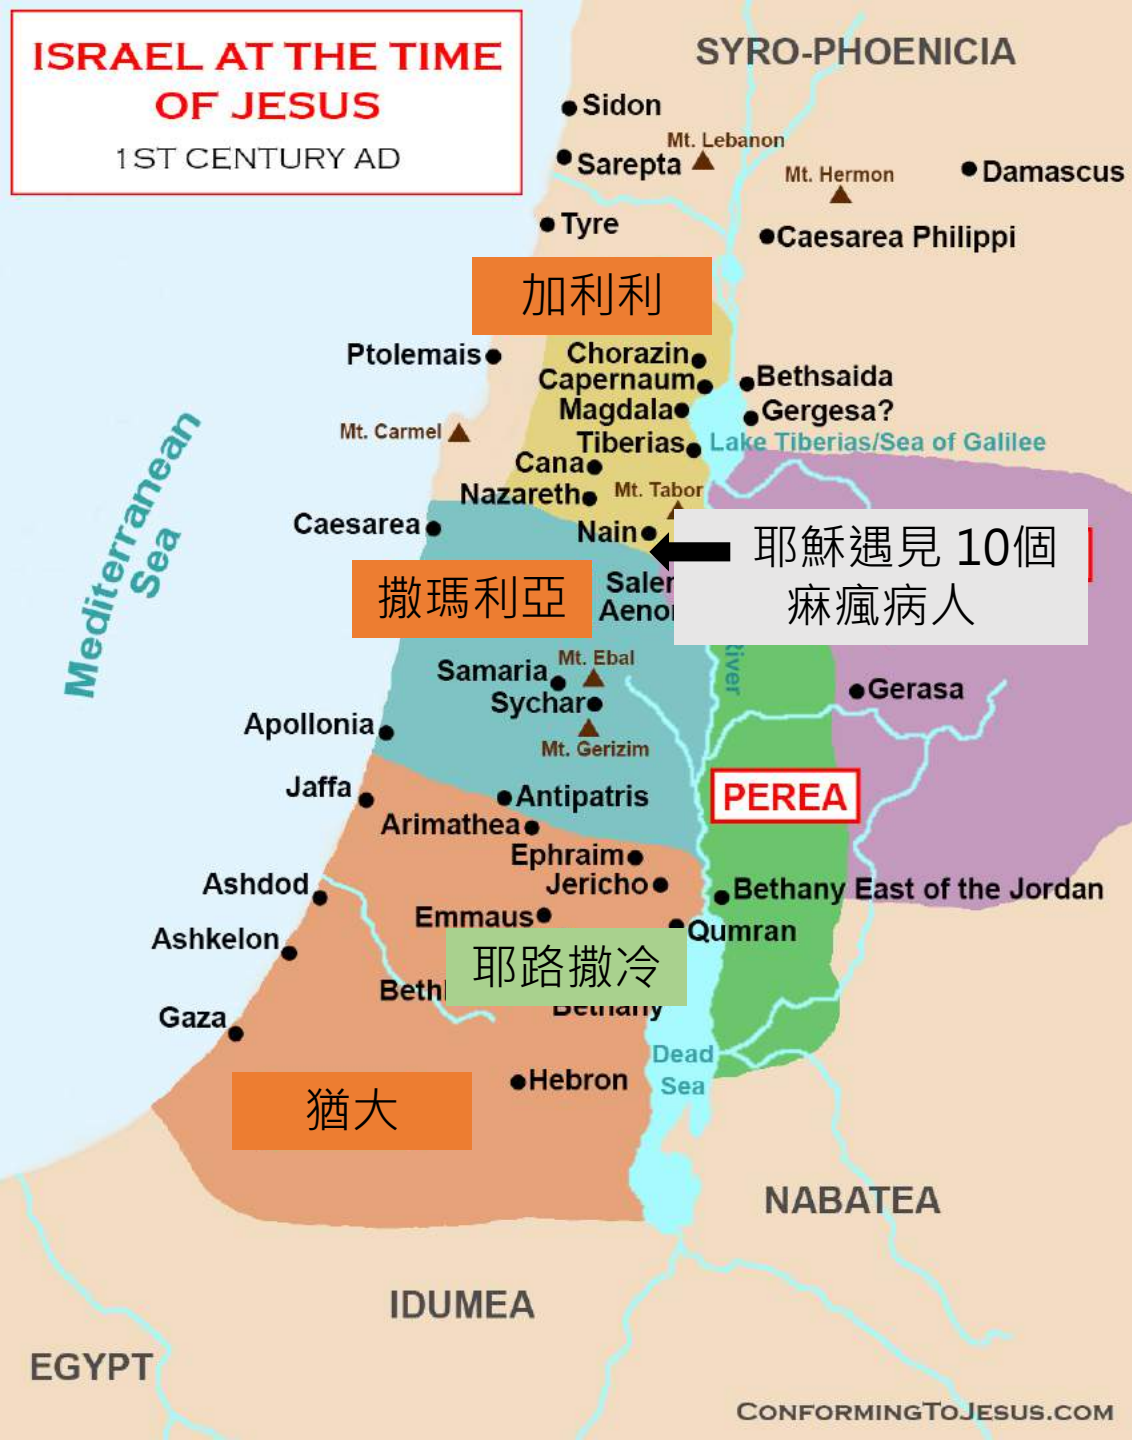 ISRAEL AT THE TIME
OF JESUS
1ST CENTURY AD
SYRO-PHOENICIA
Sidon
Mt. Lebanon
Sarepta
Mt. Hermon
Damascus
Tyre
Caesarea Philippi
加利利
Ptolemais
Chorazin
Capernaum
Bethsaida
Magdala
Gergesa?
Mt. Carmel
Tiberias
Lake Tiberias/Sea of Galilee
Cana
Nazareth
Mt. Tabor
Mediterranean
Sea
Caesarea
Nain
耶穌遇見 10個
痲瘋病人
撒瑪利亞
Mt. Ebal
Samaria
Sychar
Gerasa
Apollonia
Mt. Gerizim
Jaffa
Antipatris
PEREA
Arimathea
Ephraim
Jericho
Ashdod
Bethany East of the Jordan
Emmaus
Qumran
Ashkelon
耶路撒冷
Bethany
Gaza
Dead
Sea
Hebron
猶大
NABATEA
IDUMEA
EGYPT
CONFORMINGTOJESUS.COM